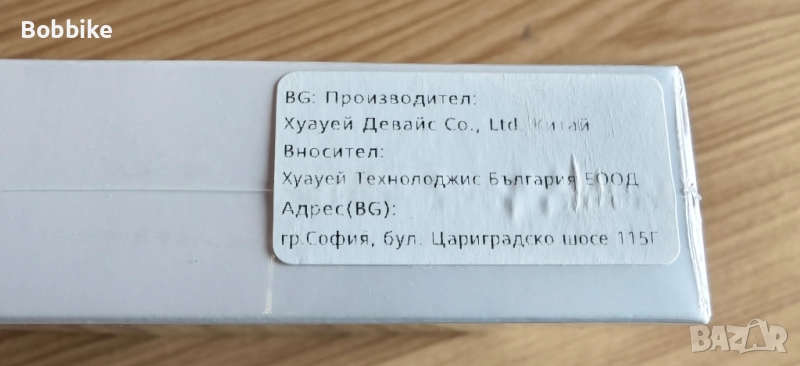 Bobbike
BG: Производител:
Хуауей Девайс Co., Ltd. Китай
Вносител:
Хуауей Технолоджис България ЕООД
Адрес(BG):
гр.София, бул. Цариградско шосе 115Г
BAZAR